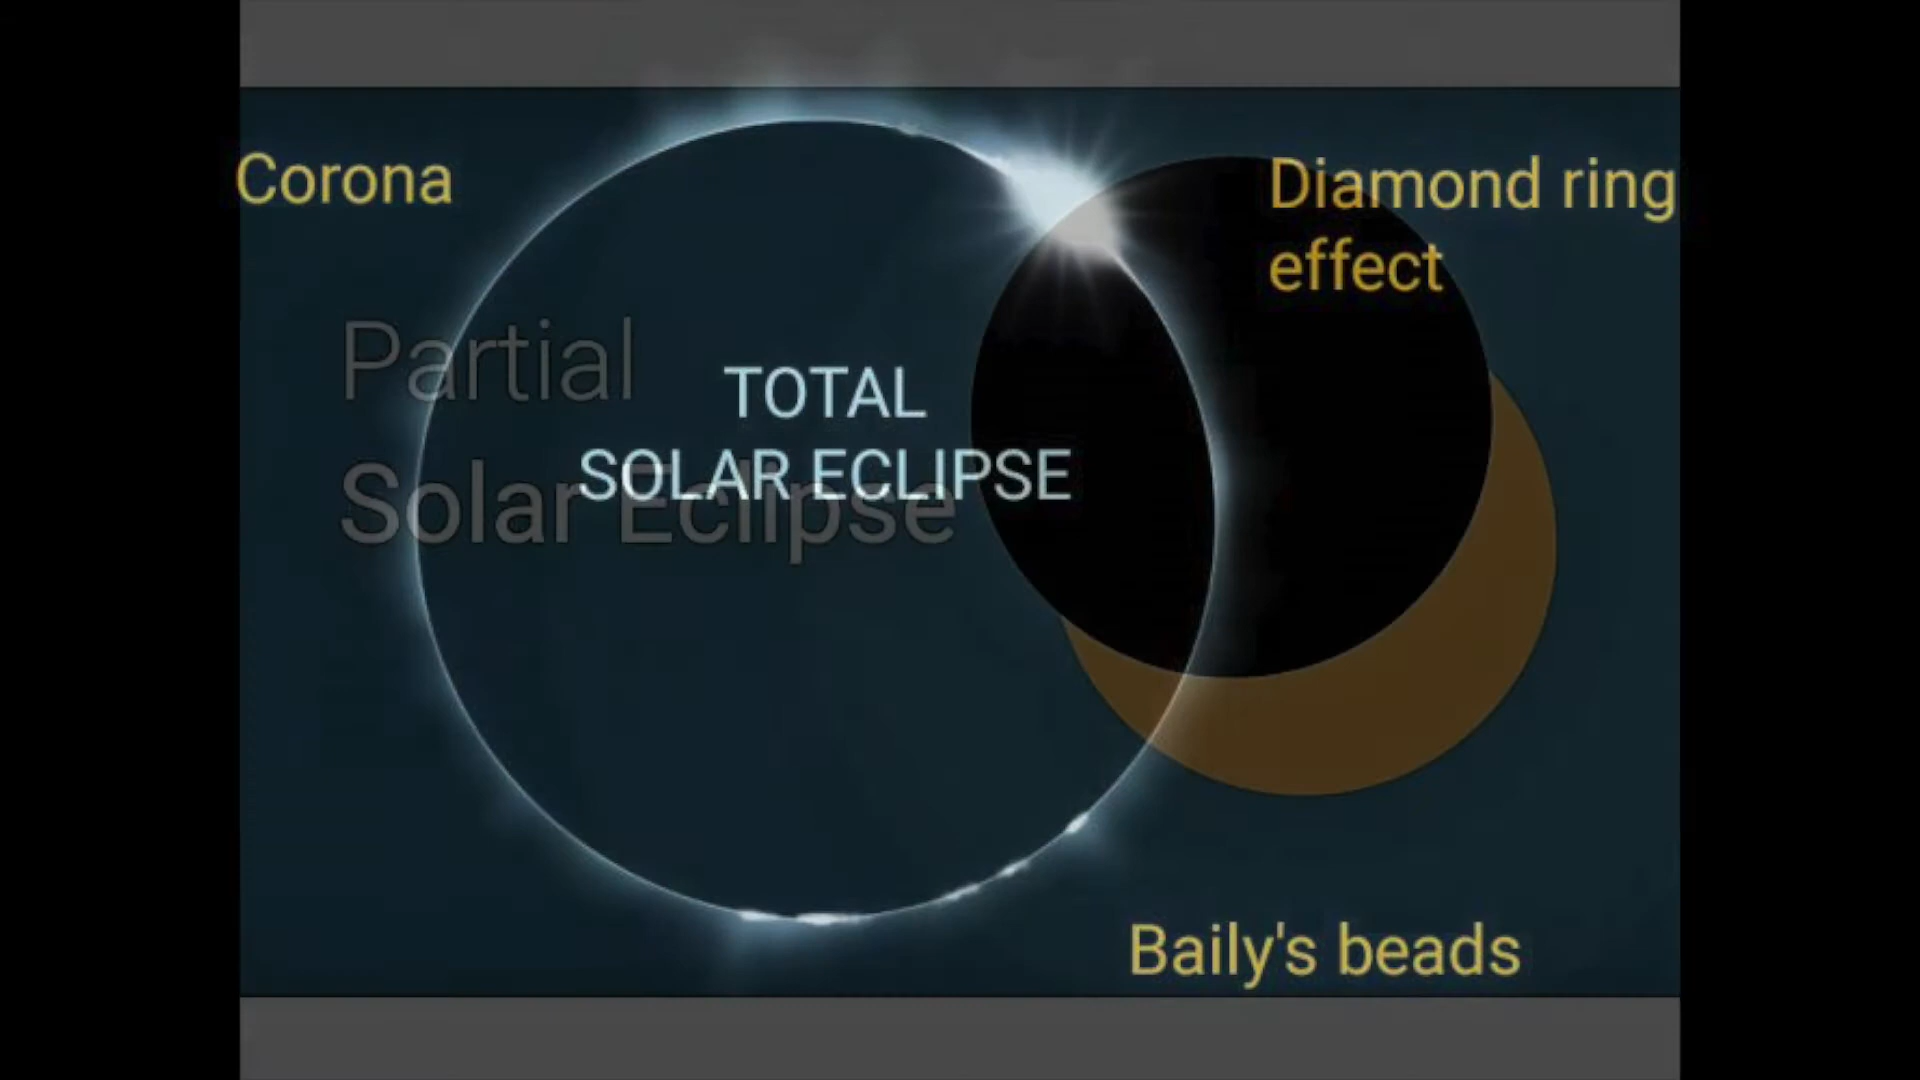 Corona
Diamond ring
effect
Partial
Solar Eclipse
TOTAL
SOLAR ECLIPSE
Baily's beads